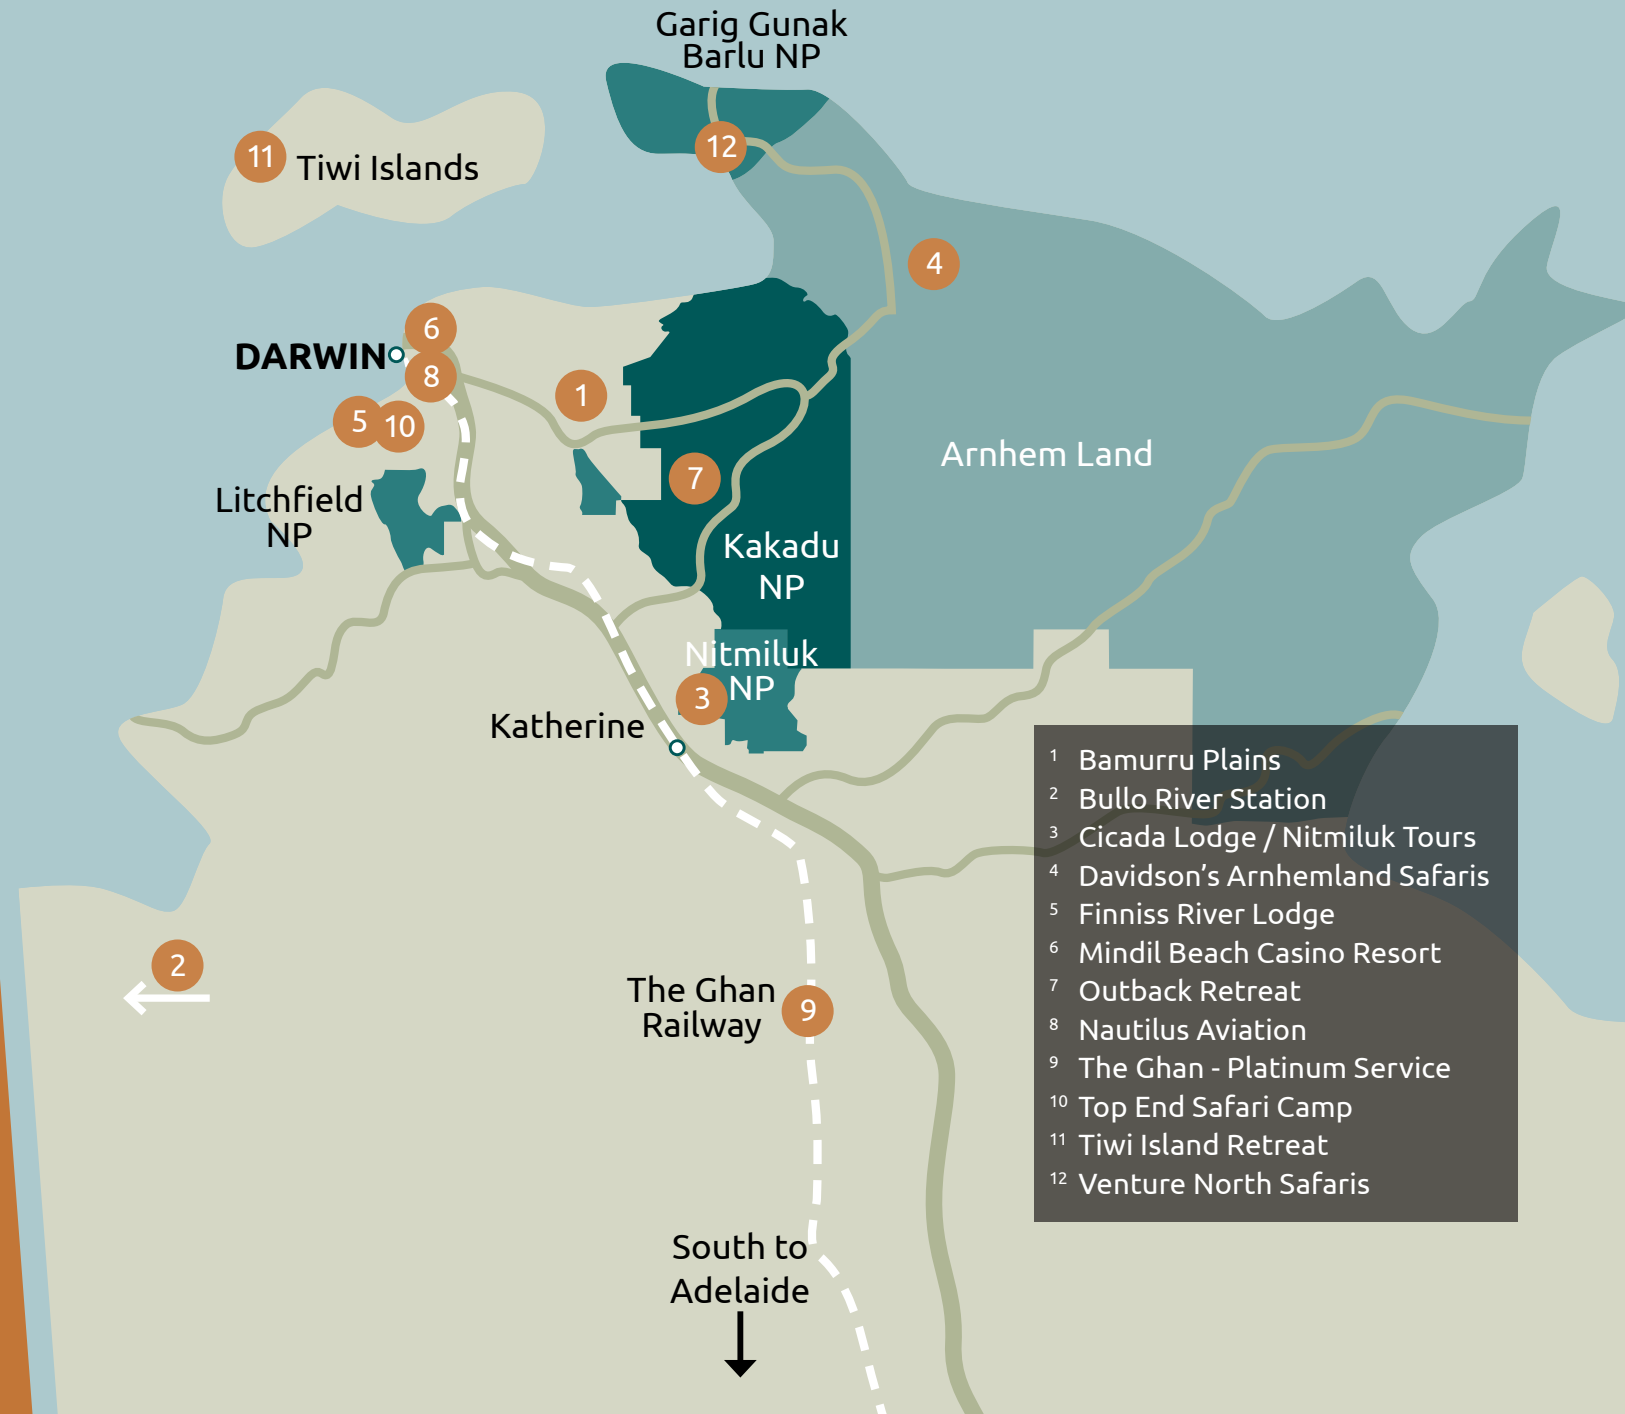 Garig Gunak
Barlu NP
12
11
Tiwi Islands
4
6
DARWIN
8
1
5
10
Arnhem Land
7
Litchfield
NP
Kakadu
NP
Nitmiluk
NP
3
Katherine
1 Bamurru Plains
2 Bullo River Station
3 Cicada Lodge / Nitmiluk Tours
4 Davidson’s Arnhemland Safaris
5 Finniss River Lodge
6 Mindil Beach Casino Resort
7 Outback Retreat
8 Nautilus Aviation
9 The Ghan - Platinum Service
10 Top End Safari Camp
11 Tiwi Island Retreat
12 Venture North Safaris
2
The Ghan
Railway
9
South to
Adelaide